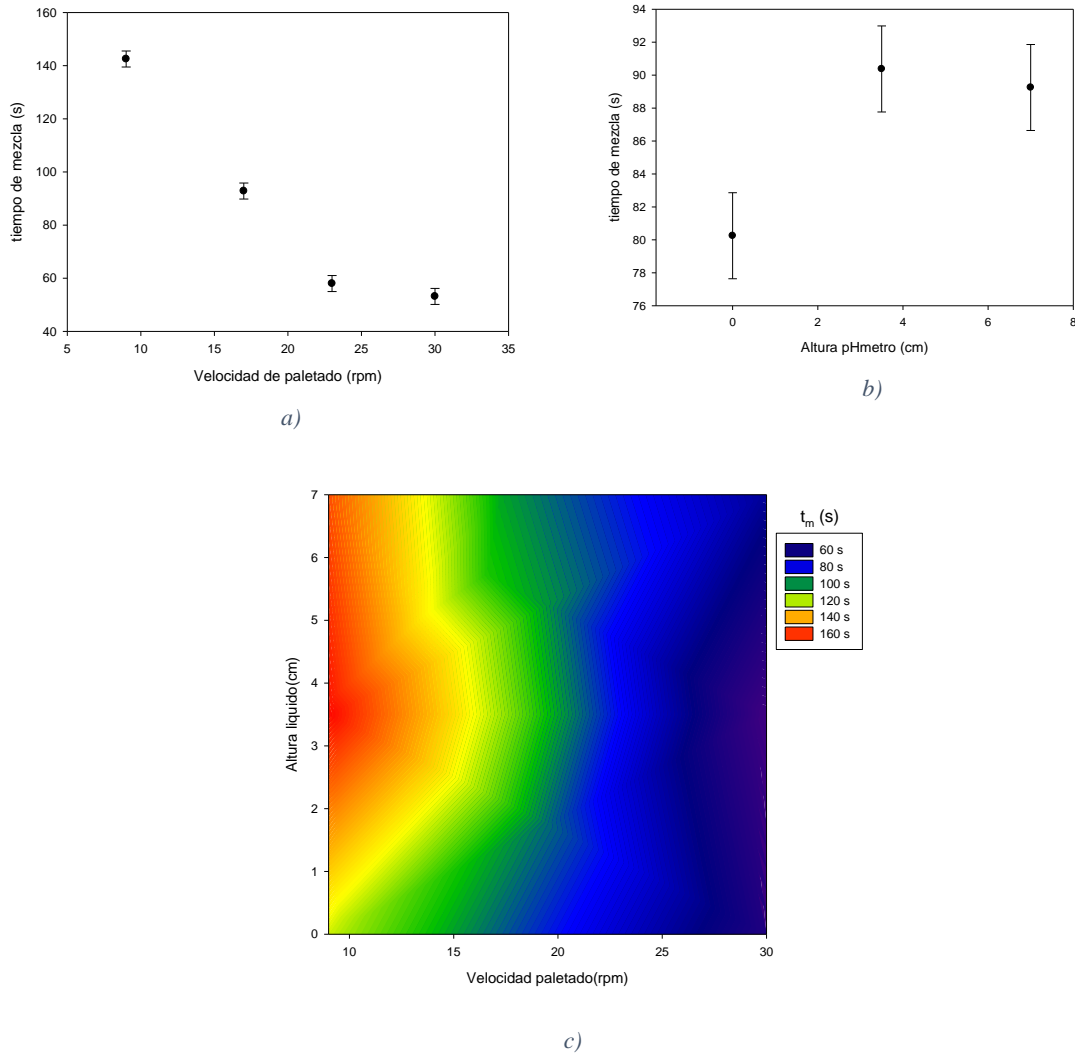 160
140
120
100
80
60
40
tiempo de mezcla (s)
5 10 15 20 25 30 35
Velocidad de paletado (rpm)
a)
94
92
90
88
86
84
82
80
78
76
tiempo de mezcla (s)
0 2 4 6 8
Altura pHmetro (cm)
b)
7
6
5
4
3
2
1
0
Altura liquido(cm)
10 15 20 25 30
Velocidad paletado(rpm)
tm (s)
60 s
80 s
100 s
120 s
140 s
160 s
c)